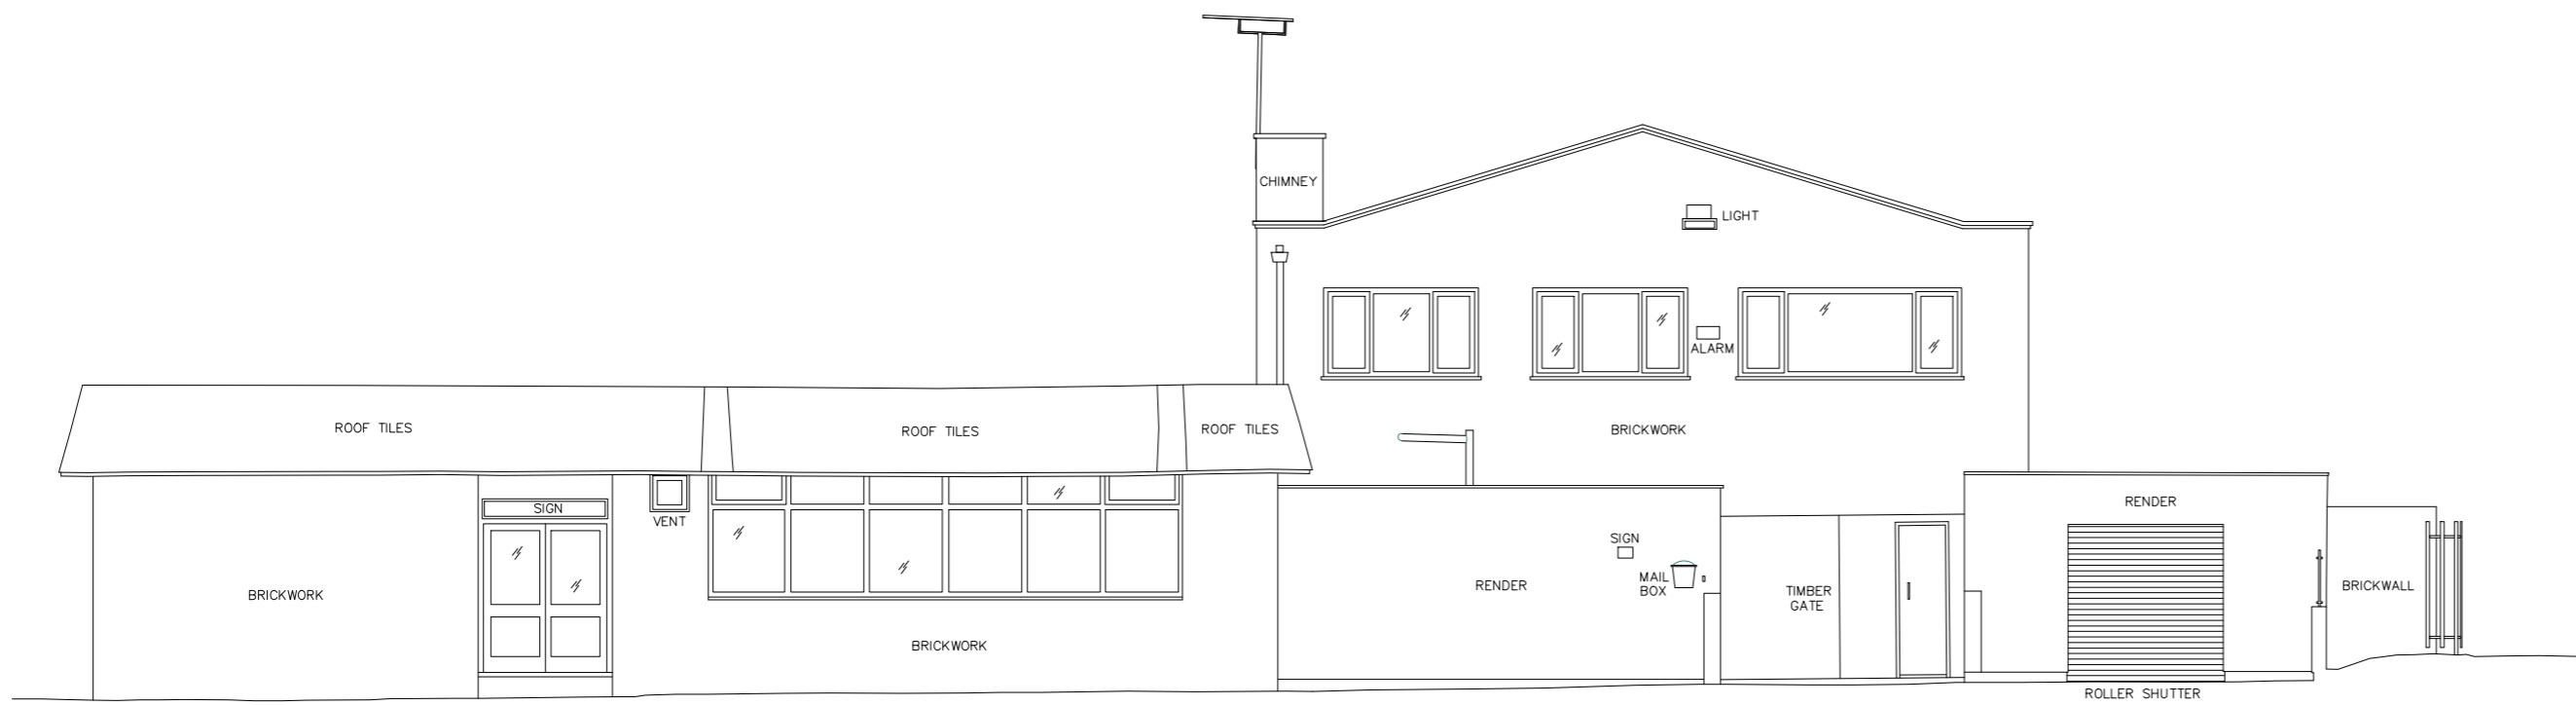 CHIMNEY
LIGHT
ALARM
ROOF TILES
ROOF TILES
ROOF TILES
BRICKWORK
SIGN
VENT
RENDER
SIGN
MAIL
BOX
TIMBER
GATE
RENDER
BRICKWALL
BRICKWORK
BRICKWORK
ROLLER SHUTTER